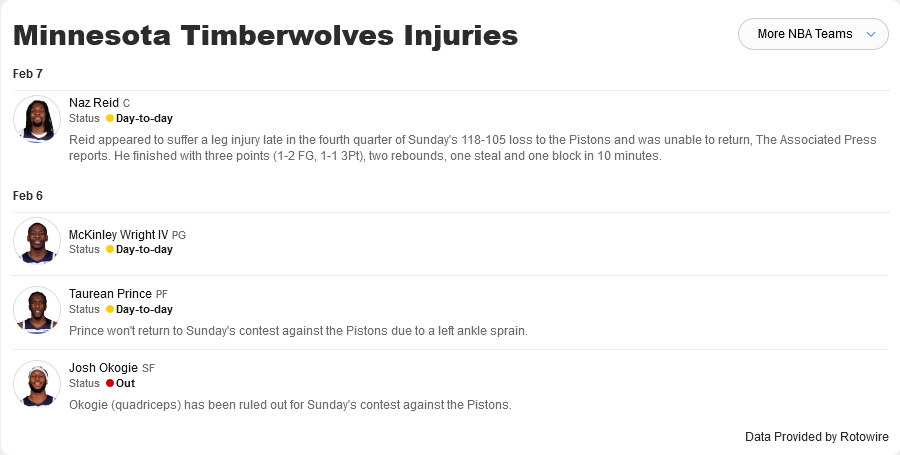 Minnesota Timberwolves Injuries
More NBA Teams
Feb 7
Naz Reid C
Status Day-to-day
Reid appeared to suffer a leg injury late in the fourth quarter of Sunday's 118-105 loss to the Pistons and was unable to return, The Associated Press
reports. He finished with three points (1-2 FG, 1-1 3Pt), two rebounds, one steal and one block in 10 minutes.
Feb 6
McKinley Wright IV PG
Status Day-to-day
Taurean Prince PF
Status Day-to-day
Prince won't return to Sunday's contest against the Pistons due to a left ankle sprain.
Josh Okogie SF
Status Out
Okogie (quadriceps) has been ruled out for Sunday's contest against the Pistons.
Data Provided by Rotowire